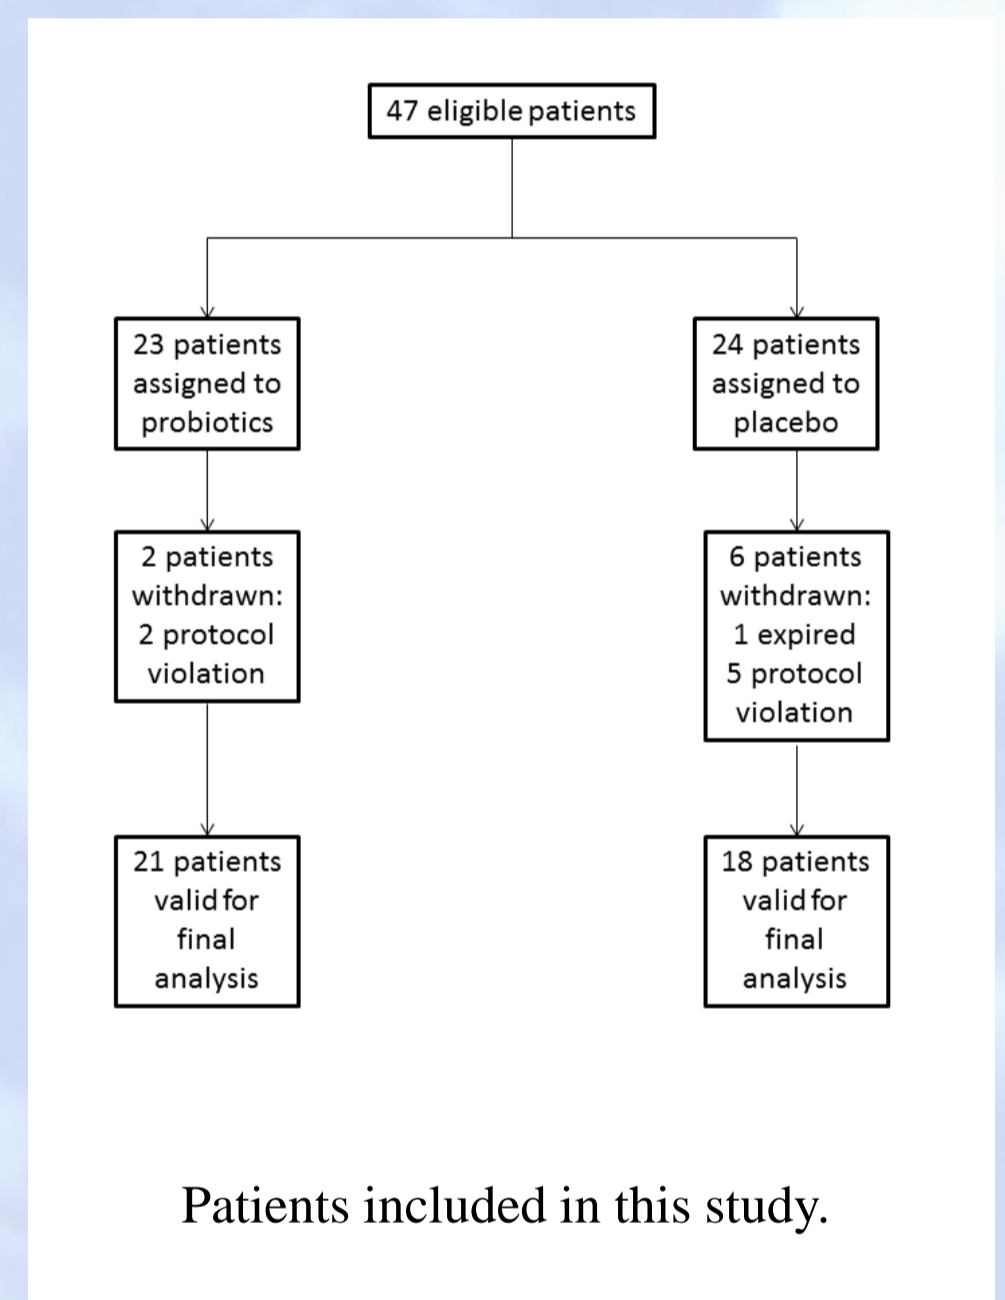 47 eligible patients
23 patients
assigned to
probiotics
24 patients
assigned to
placebo
2 patients
withdrawn:
2 protocol
violation
6 patients
withdrawn:
1 expired
5 protocol
violation
21 patients
valid for
final
analysis
18 patients
valid for
final
analysis
Patients included in this study.